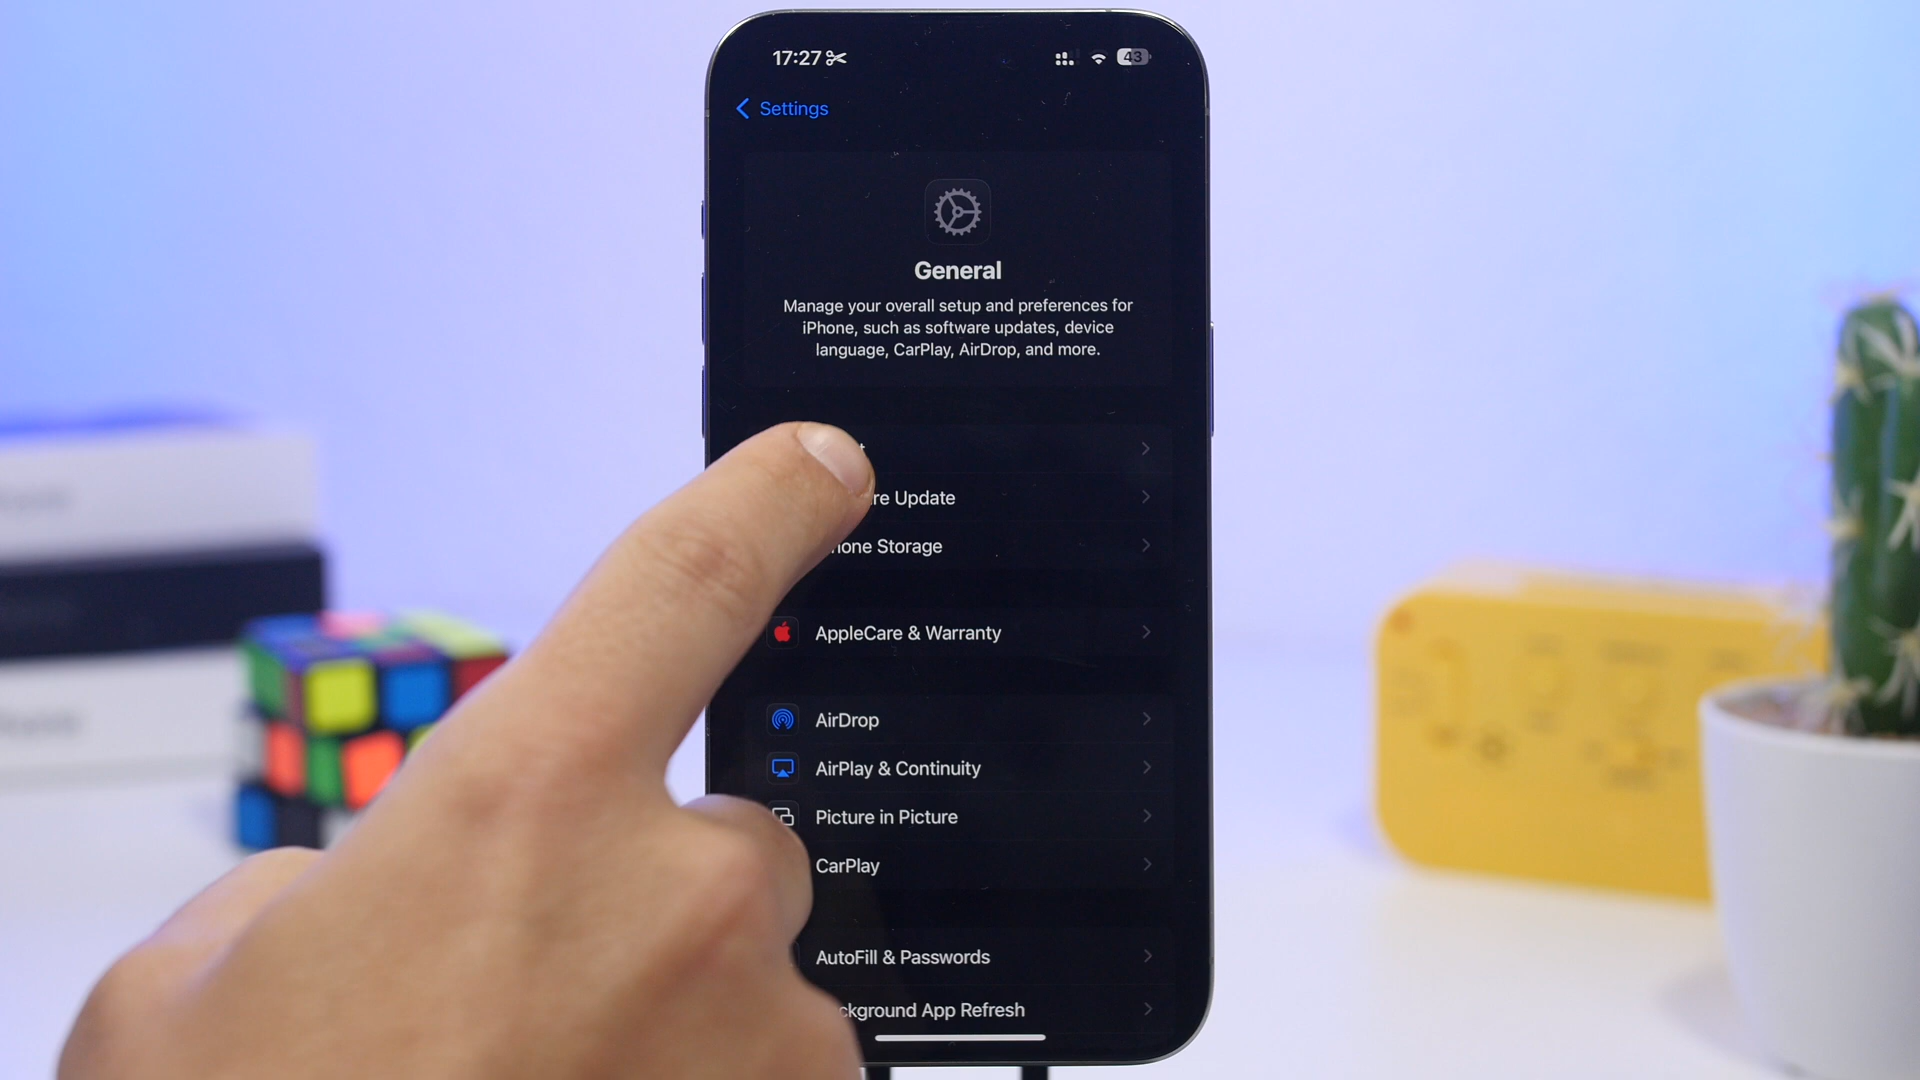 17:27
43
Settings
General
Manage your overall setup and preferences for
iPhone, such as software updates, device
language, CarPlay, AirDrop, and more.
t
re Update
hone Storage
AppleCare & Warranty
AirDrop
AirPlay & Continuity
Picture in Picture
CarPlay
AutoFill & Passwords
ckground App Refresh